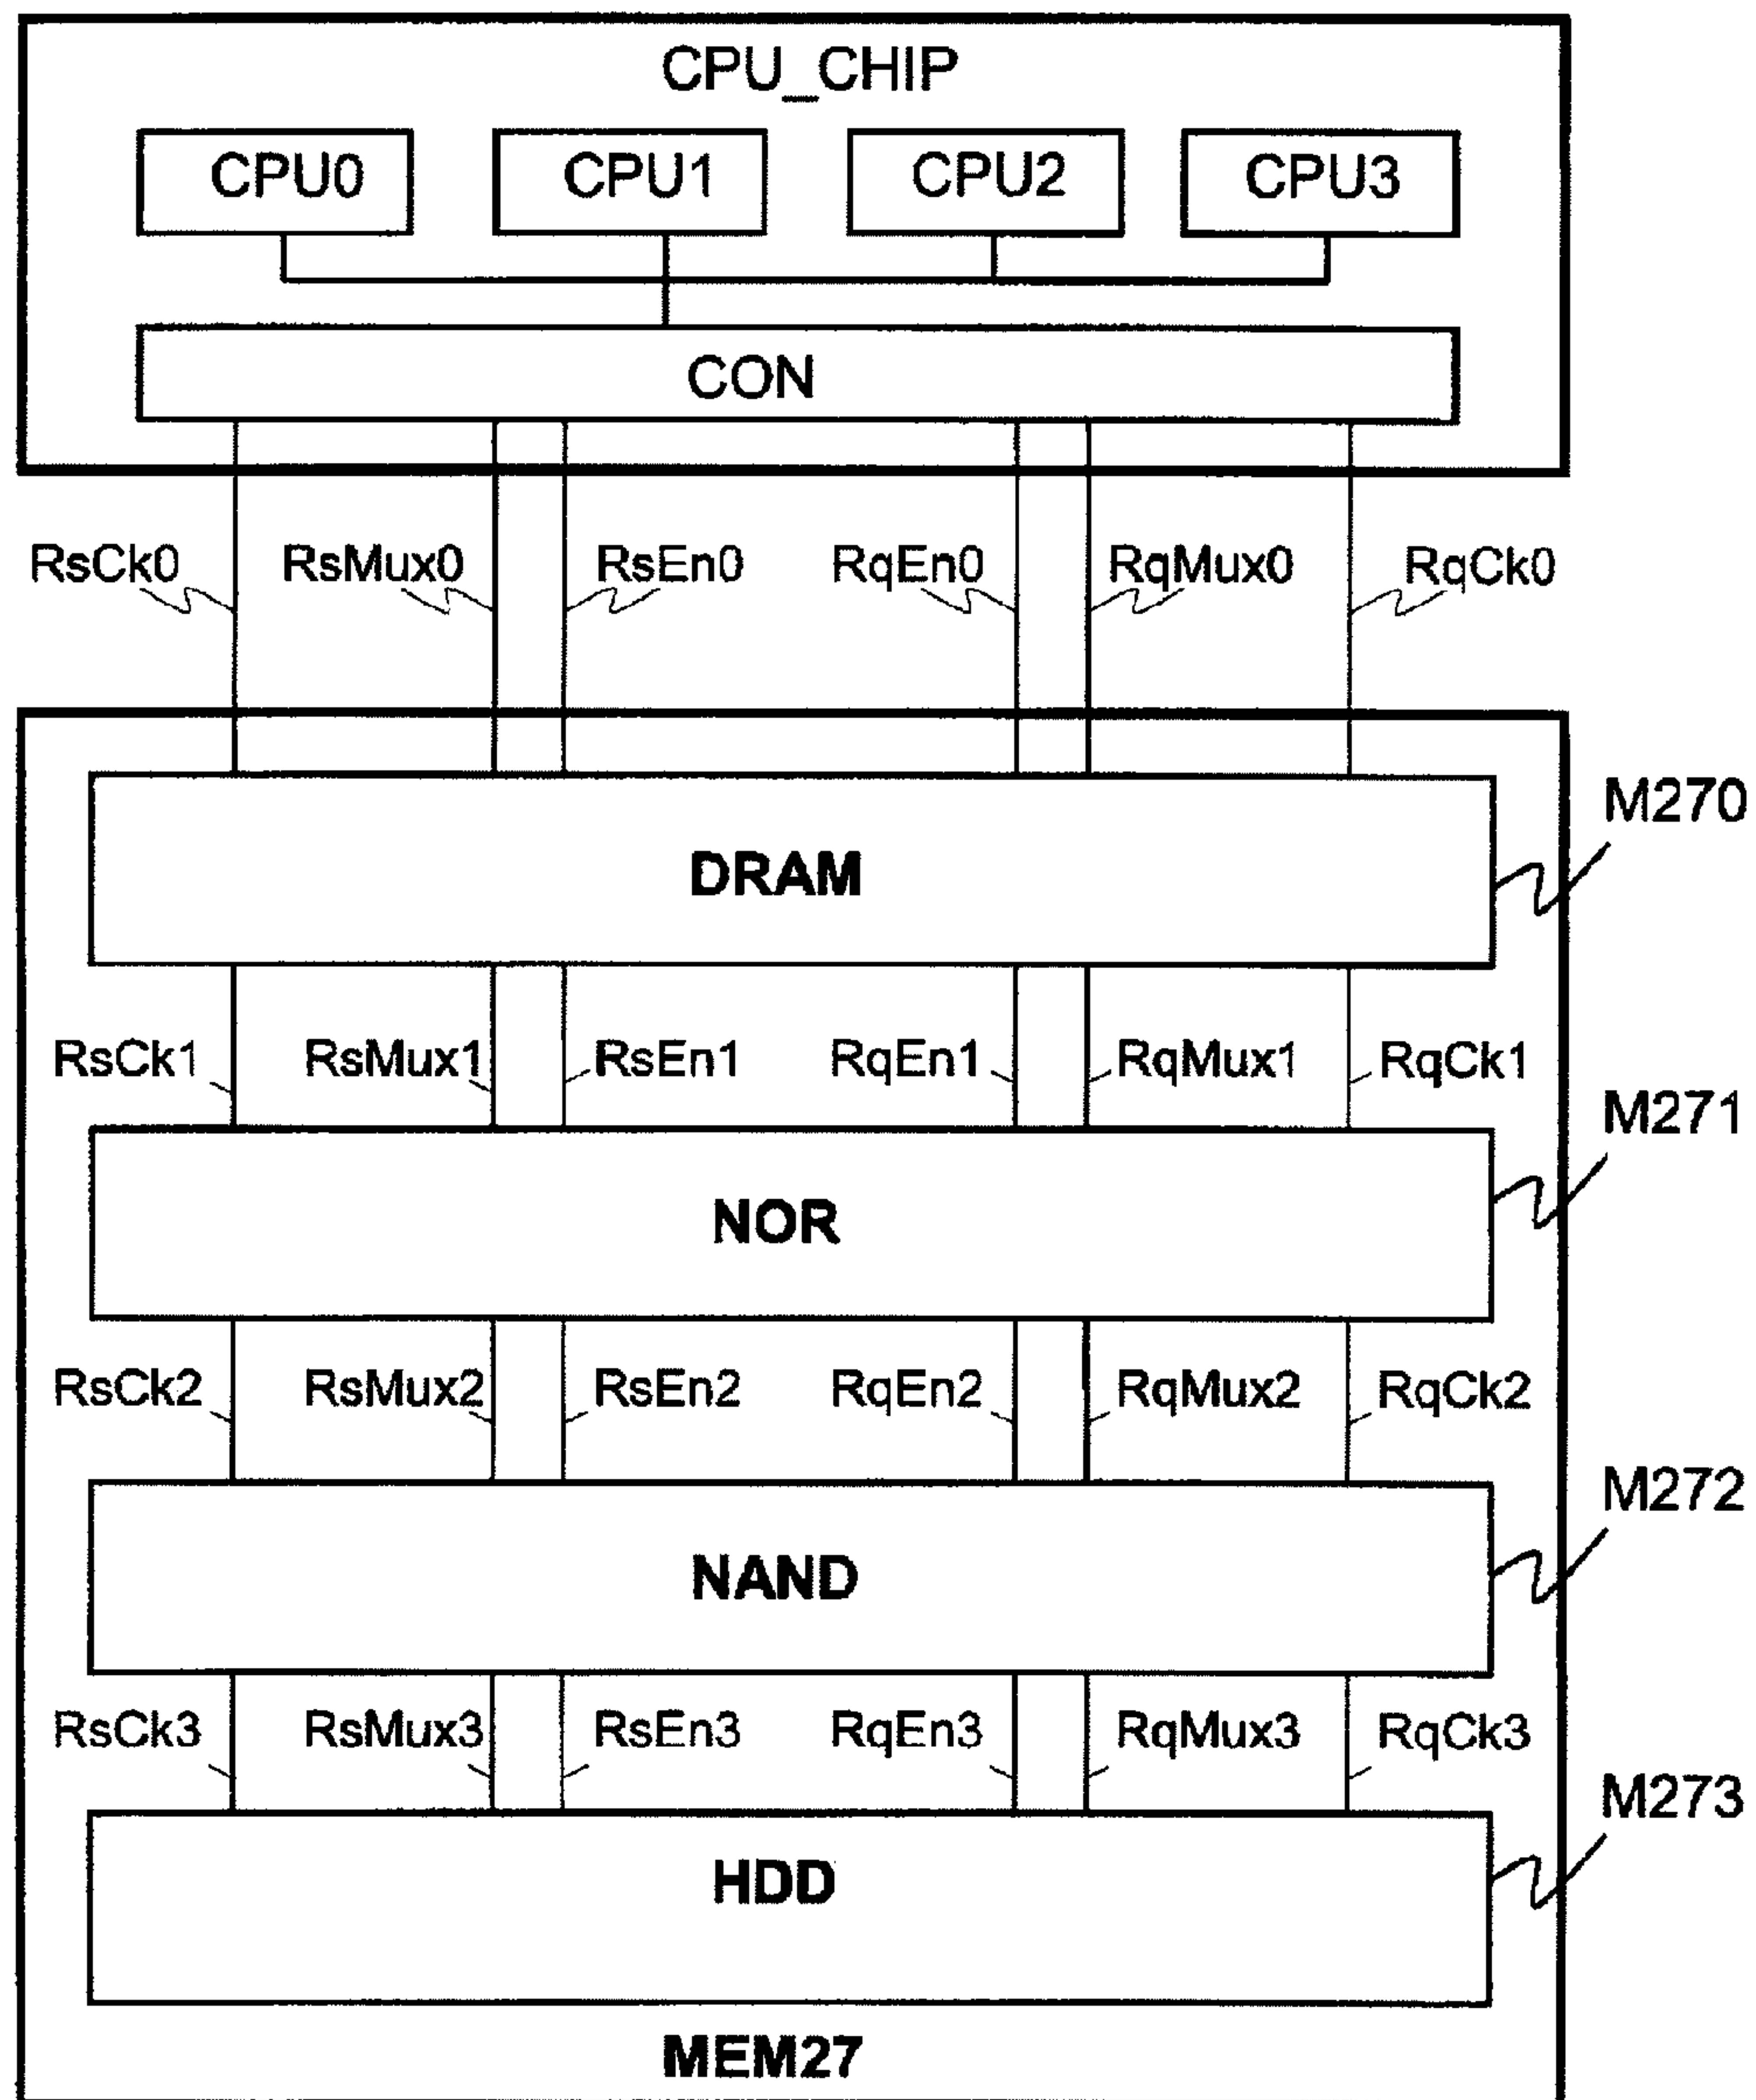 CPU_CHIP
CPU0 CPU1 CPU2 CPU3
CON
RsCk0 RsMux0 RsEn0 RqEn0 RqMux0 RqCk0
M270
DRAM
RsCk1 RsMux1 RsEn1 RqEn1 RqMux1 RqCk1
M271
NOR
RsCk2 RsMux2 RsEn2 RqEn2 RqMux2 RqCk2
M272
NAND
RsCk3 RsMux3 RsEn3 RqEn3 RqMux3 RqCk3
M273
HDD
MEM27